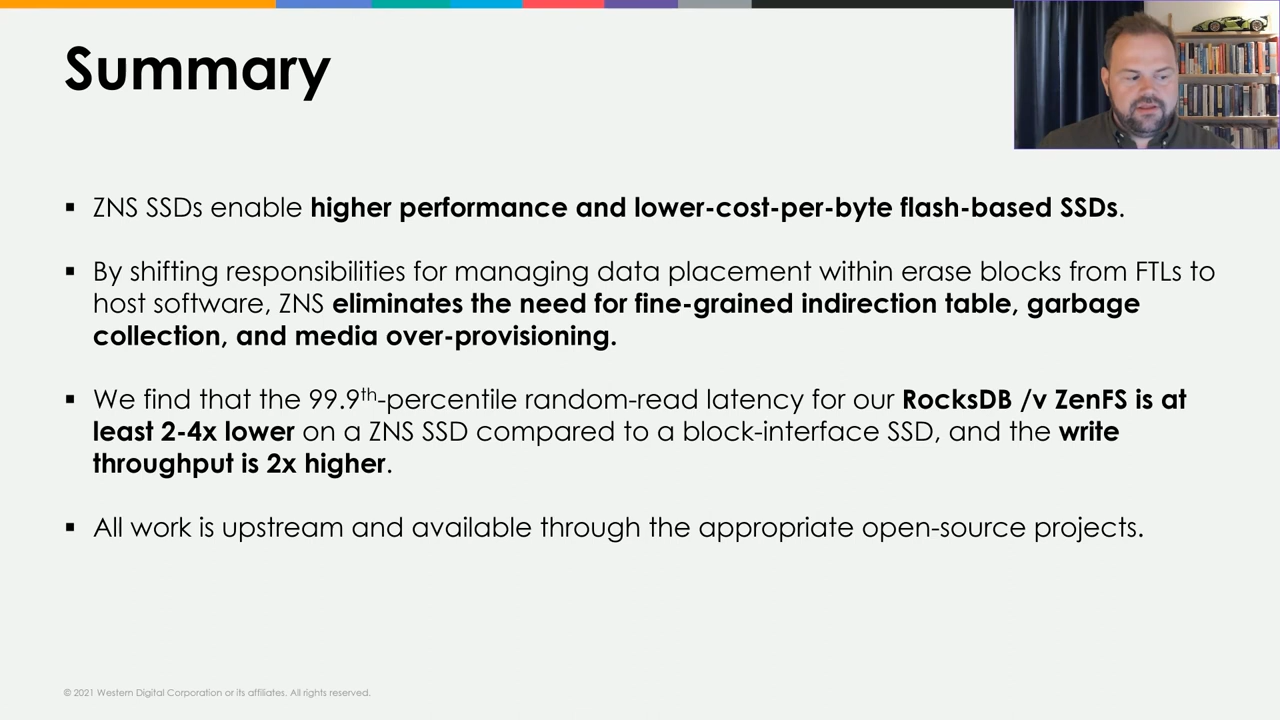 Summary
▪ ZNS SSDs enable higher performance and lower-cost-per-byte flash-based SSDs.
▪ By shifting responsibilities for managing data placement within erase blocks from FTLs to
host software, ZNS eliminates the need for fine-grained indirection table, garbage
collection, and media over-provisioning.
▪ We find that the 99.9th-percentile random-read latency for our RocksDB /v ZenFS is at
least 2-4x lower on a ZNS SSD compared to a block-interface SSD, and the write
throughput is 2x higher.
▪ All work is upstream and available through the appropriate open-source projects.
© 2021 Western Digital Corporation or its affiliates. All rights reserved.